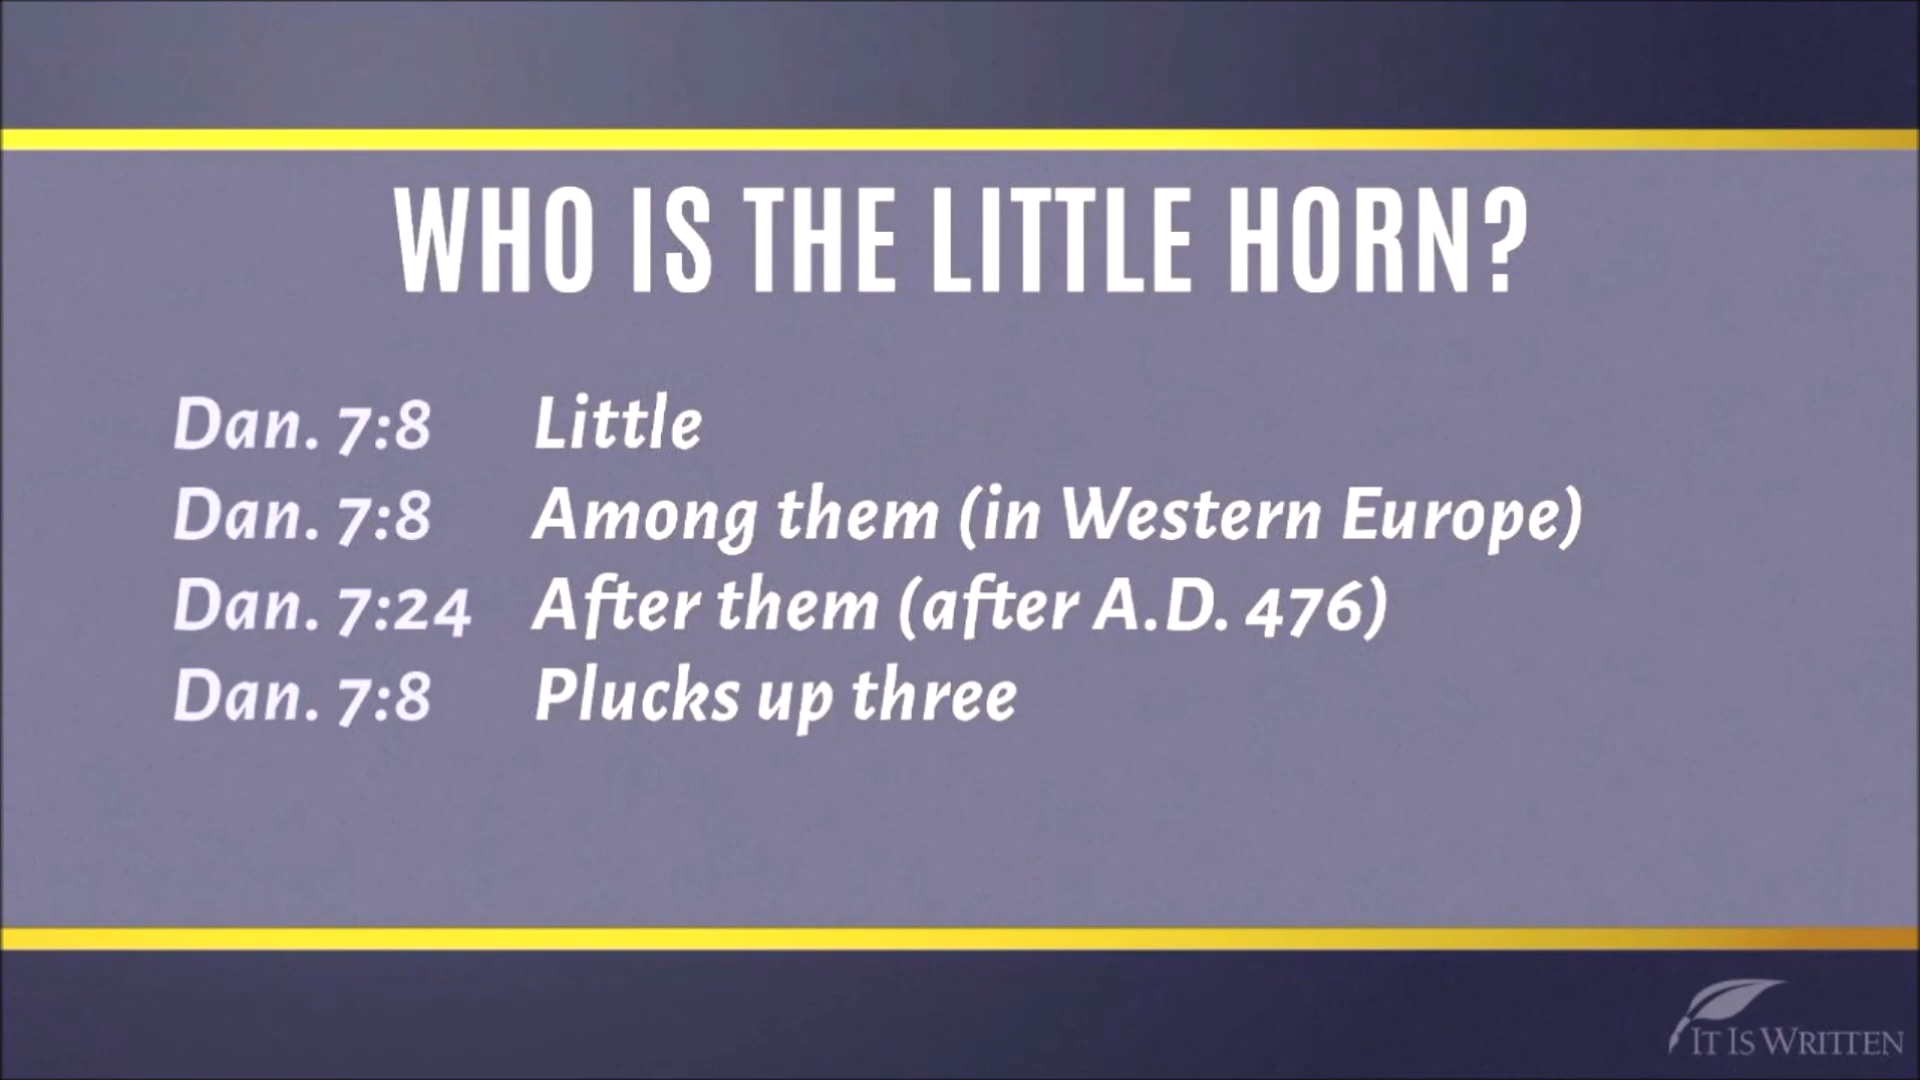 WHO IS THE LITTLE HORN?
Dan. 7:8 Little
Dan. 7:8 Among them (in Western Europe)
Dan. 7:24 After them (after A.D. 476)
Dan. 7:8 Plucks up three
IT IS WRITTEN